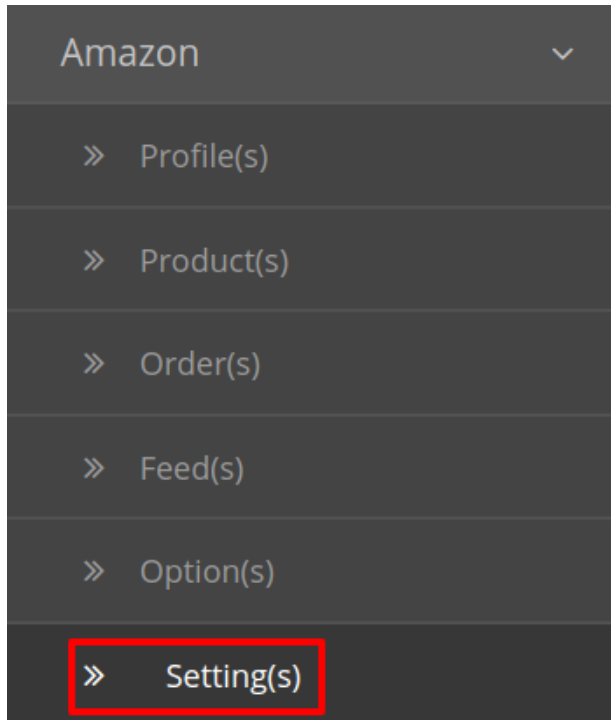 Amazon
Profile(s)
Product(s)
Order(s)
Feed(s)
Option(s)
Setting(s)